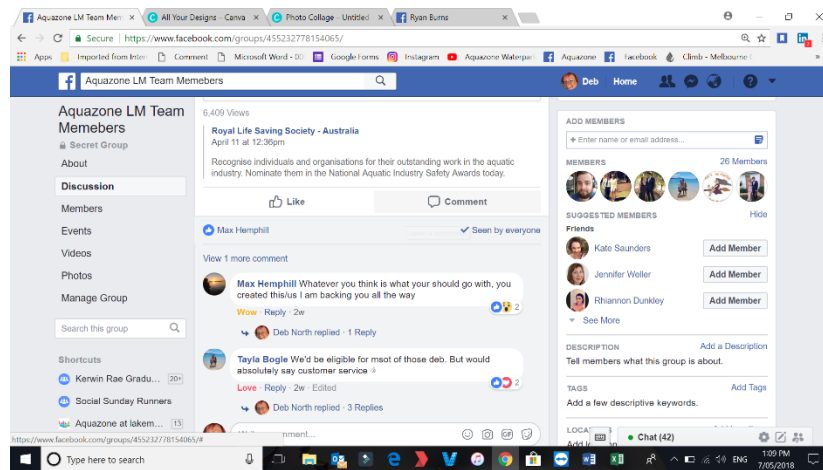 Aquazone LM Team Mem
All Your Designs - Canva
Photo Collage - Untitled
Ryan Burns
Secure | https://www.facebook.com/groups/455232778154065/
Apps
Imported from Inter
Comment
Microsoft Word - 00
Google Forms
Instagram
Aquazone Waterpa
Aquazone
Facebook
Climb - Melbourne
Aquazone LM Team Memebers
Deb
Home
Aquazone LM Team
Memebers
Secret Group
About
Discussion
Members
Events
Videos
Photos
Manage Group
Search this group
Shortcuts
Kerwin Rae Gradu... 20+
Social Sunday Runners
Aquazone at lakem... 13
https://www.facebook.com/groups/455232778154065/#
6,409 Views
Royal Life Saving Society - Australia
April 11 at 12:36pm
Recognise individuals and organisations for their outstanding work in the aquatic
industry. Nominate them in the National Aquatic Industry Safety Awards today.
Like
Comment
Max Hemphill
Seen by everyone
View 1 more comment
Max Hemphill Whatever you think is what your should go with, you
created this/us I am backing you all the way
2
Wow · Reply · 2w
Deb North replied · 1 Reply
Tayla Bogle We'd be eligible for msot of those deb. But would
absolutely say customer service
2
Love · Reply · 2w · Edited
Deb North replied · 3 Replies
GIF
ADD MEMBERS
+ Enter name or email address...
MEMBERS
26 Members
SUGGESTED MEMBERS
Hide
Friends
Kate Saunders
Add Member
Jennifer Weller
Add Member
Rhiannon Dunkley
Add Member
See More
DESCRIPTION
Add a Description
Tell members what this group is about.
TAGS
Add Tags
Add a few descriptive keywords.
Chat (42)
Type here to search
ENG
1:09 PM
7/05/2018